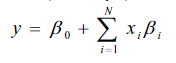 y = β₀ + ∑ᵢ₌₁ᴺ xᵢβᵢ